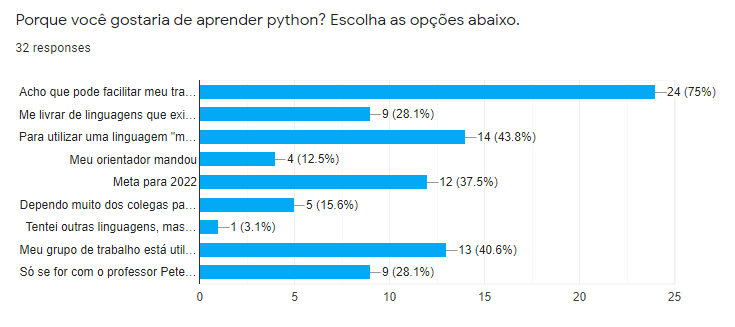 Porque você gostaria de aprender python? Escolha as opções abaixo.
32 responses
Acho que pode facilitar meu tra… 24 (75%)
Me livrar de linguagens que exi… 9 (28.1%)
Para utilizar uma linguagem "m… 14 (43.8%)
Meu orientador mandou 4 (12.5%)
Meta para 2022 12 (37.5%)
Dependo muito dos colegas pa… 5 (15.6%)
Tentei outras linguagens, mas… 1 (3.1%)
Meu grupo de trabalho está util… 13 (40.6%)
Só se for com o professor Pete… 9 (28.1%)
0 5 10 15 20 25